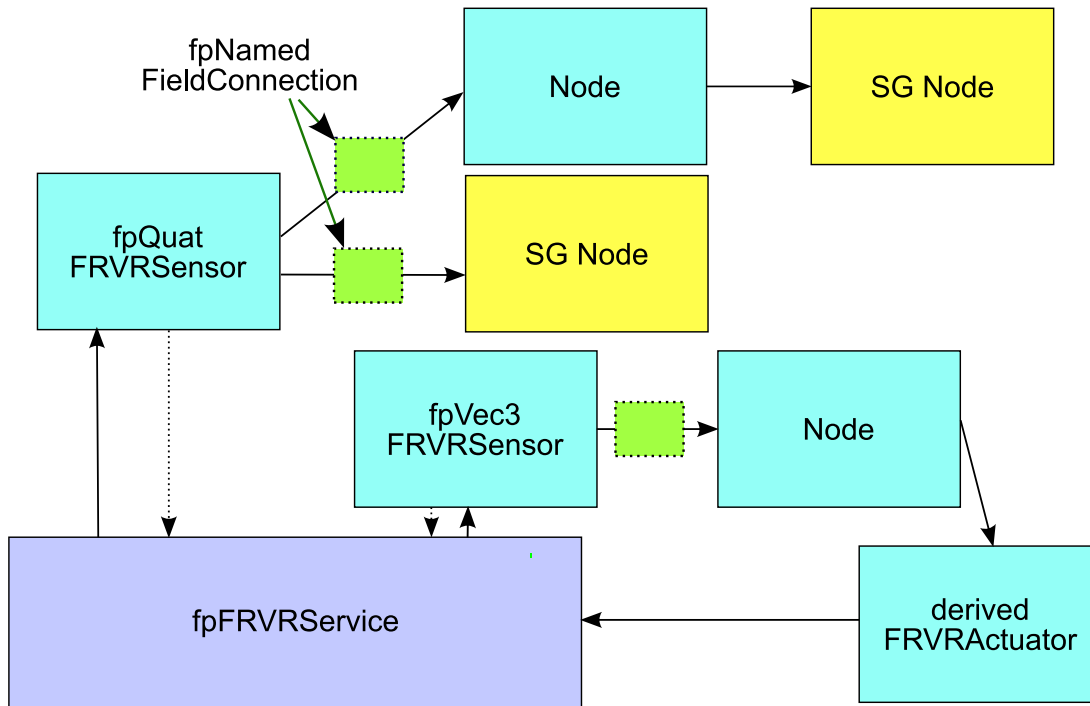 fpNamed
FieldConnection
Node
SG Node
fpQuat
FRVRSensor
SG Node
fpVec3
FRVRSensor
Node
fpFRVRService
derived
FRVRActuator